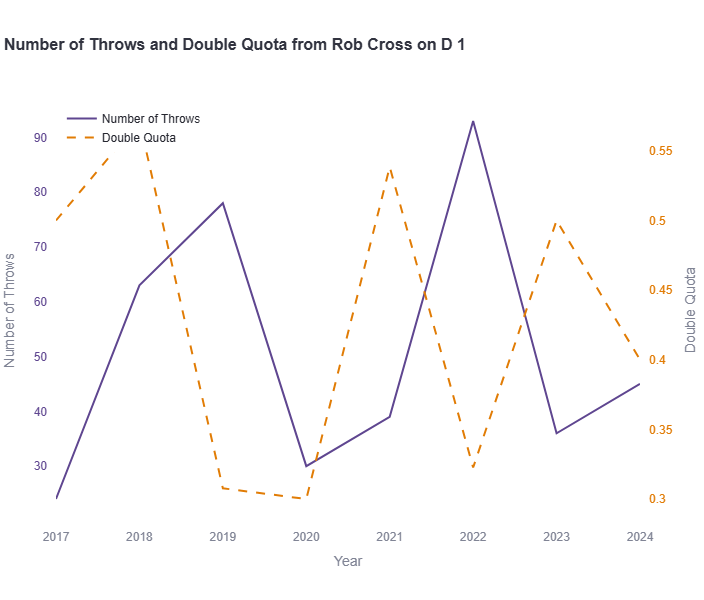 Number of Throws and Double Quota from Rob Cross on D 1
Number of Throws
Double Quota
90
80
70
60
50
40
30
Number of Throws
0.55
0.5
0.45
0.4
0.35
0.3
Double Quota
2017 2018 2019 2020 2021 2022 2023 2024
Year